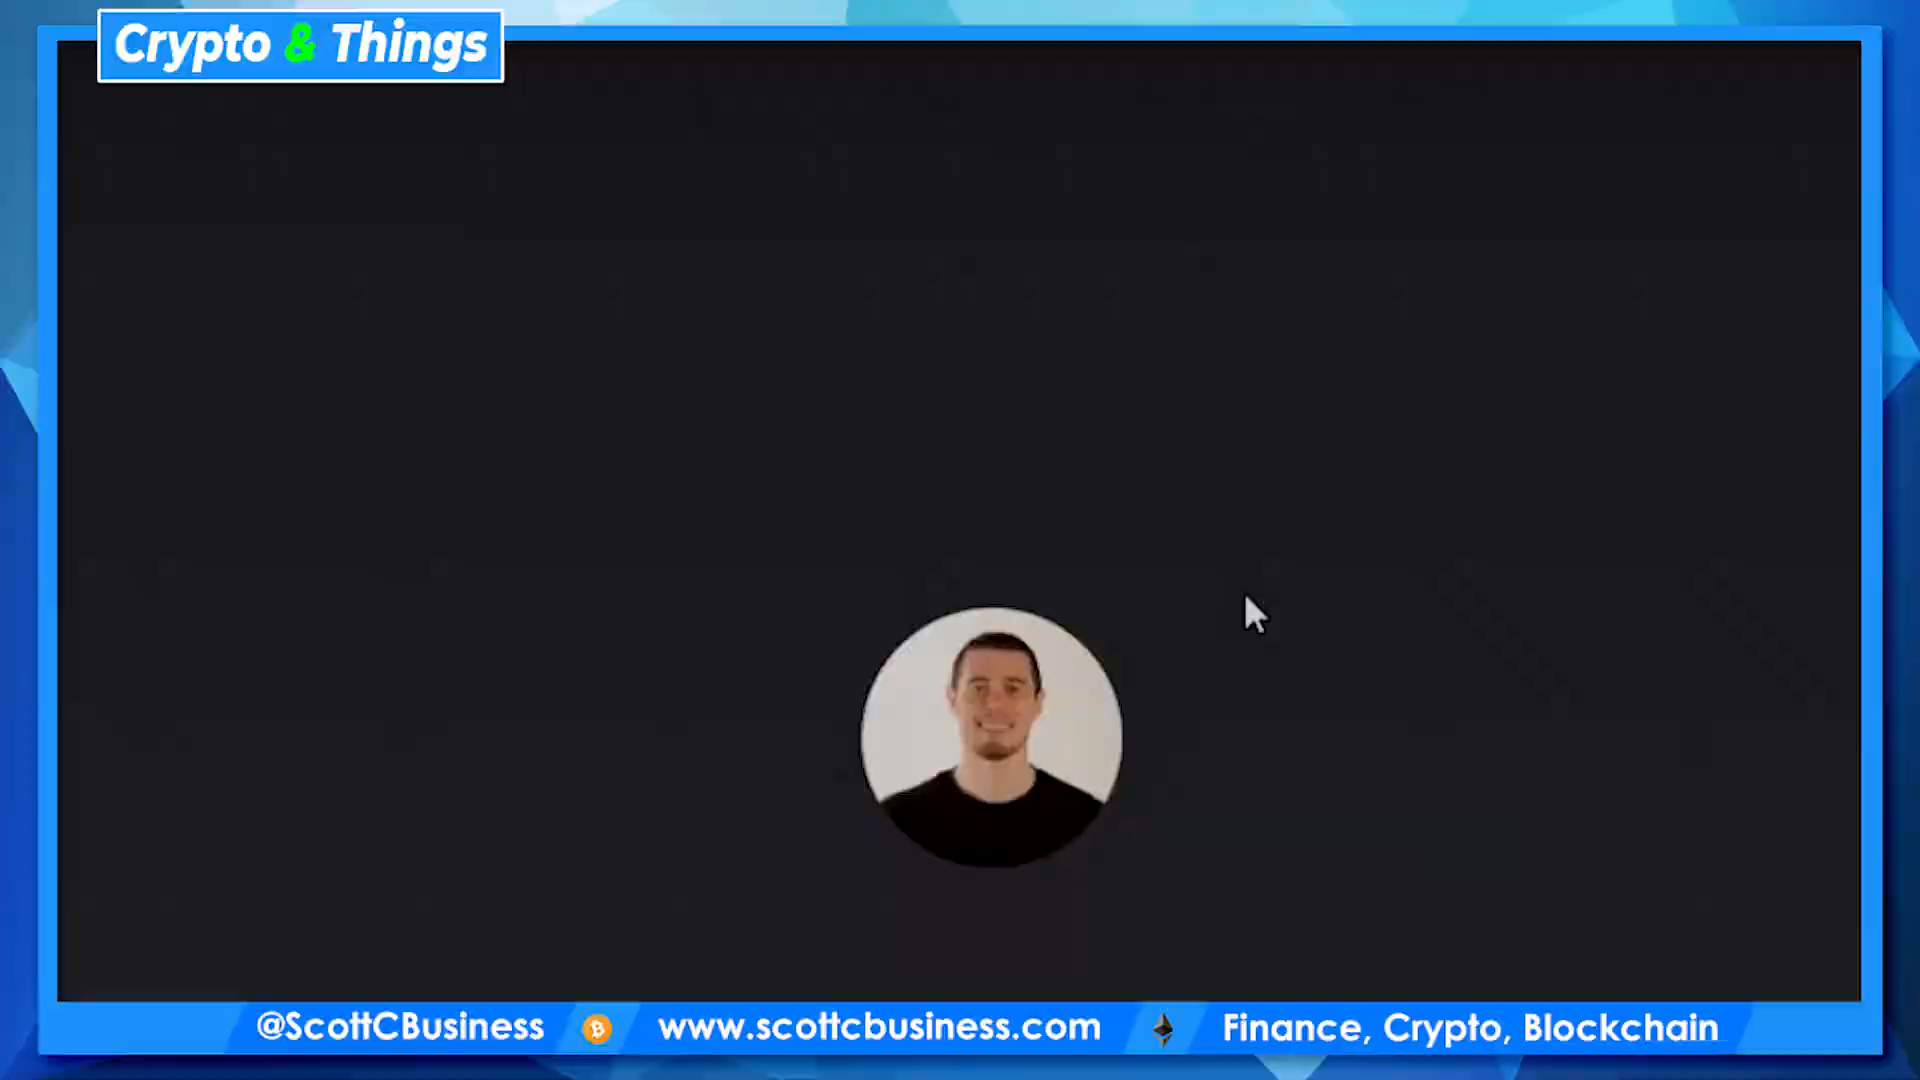 Crypto & Things
@ScottCBusiness
www.scottcbusiness.com
Finance, Crypto, Blockchain